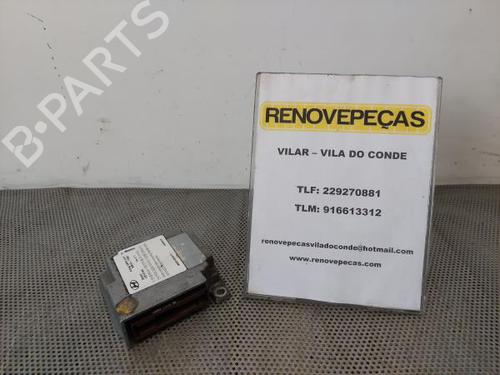 B-PARTS
RENOVEPEÇAS
VILAR – VILA DO CONDE
TLF: 229270881
TLM: 916613312
renovepecasviladoconde@hotmail.com
www.renovepecas.com